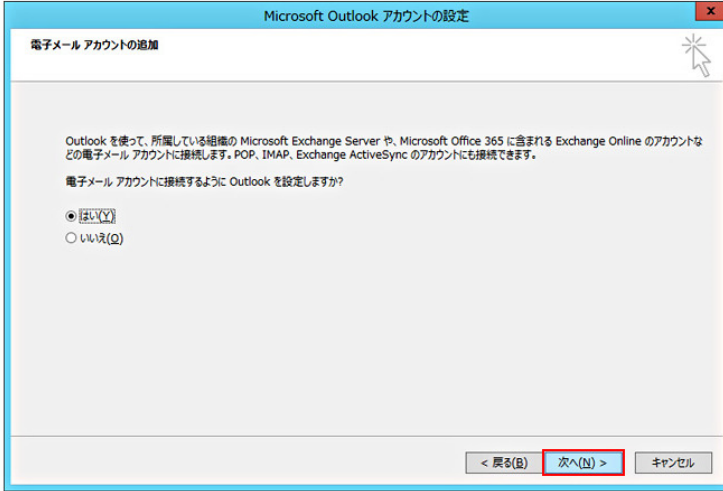 Microsoft Outlook アカウントの設定
x
電子メール アカウントの追加
Outlook を使って、所属している組織の Microsoft Exchange Server や、Microsoft Office 365 に含まれる Exchange Online のアカウントな
どの電子メール アカウントに接続します。POP、IMAP、Exchange ActiveSync のアカウントにも接続できます。
電子メール アカウントに接続するように Outlook を設定しますか?
はい(Y)
いいえ(O)
< 戻る(B) 次へ(N) > キャンセル